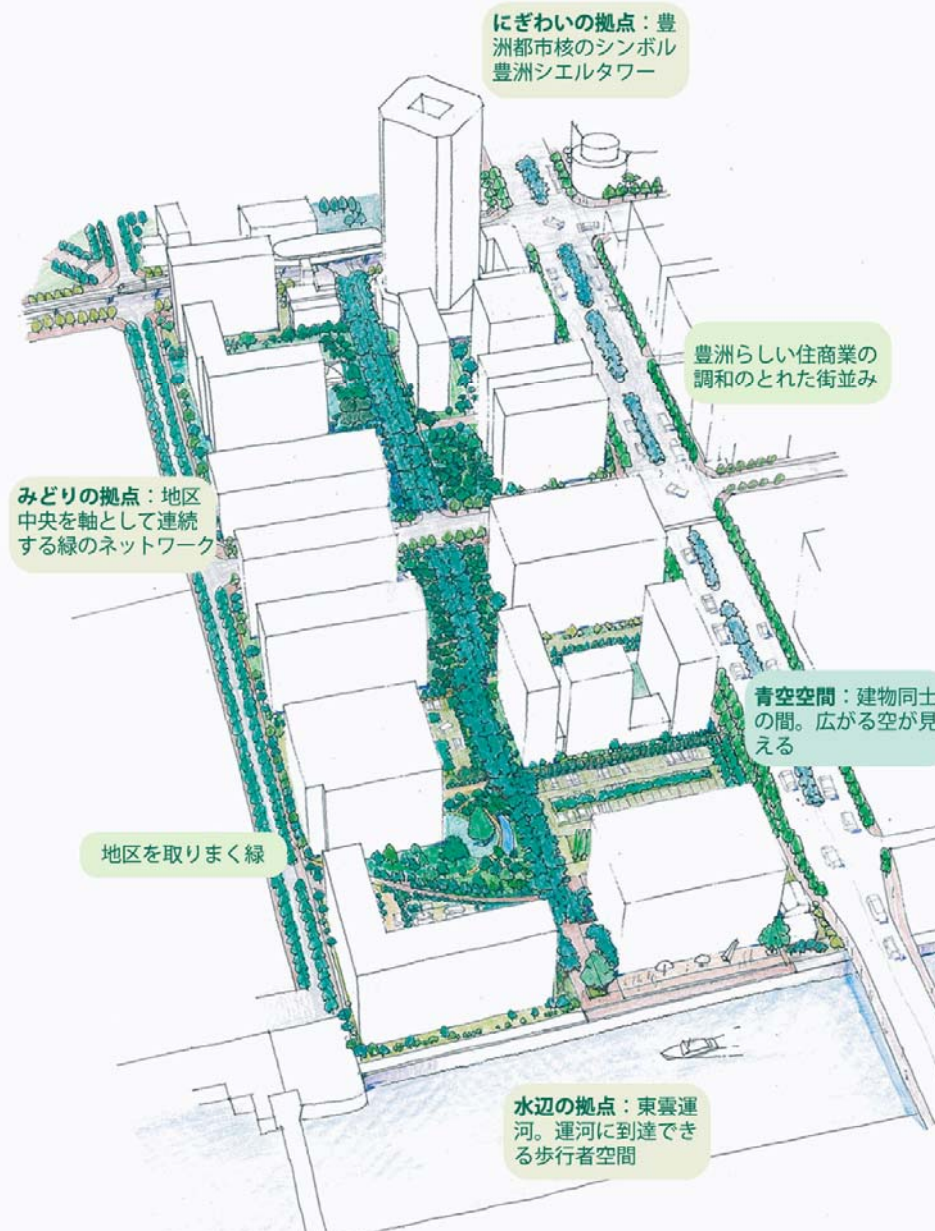 にぎわいの拠点：豊
洲都市核のシンボル
豊洲シエルタワー
豊洲らしい住商業の
調和のとれた街並み
みどりの拠点：地区
中央を軸として連続
する緑のネットワーク
青空空間：建物同士
の間。広がる空が見
える
地区を取りまく緑
水辺の拠点：東雲運
河。運河に到達でき
る歩行者空間